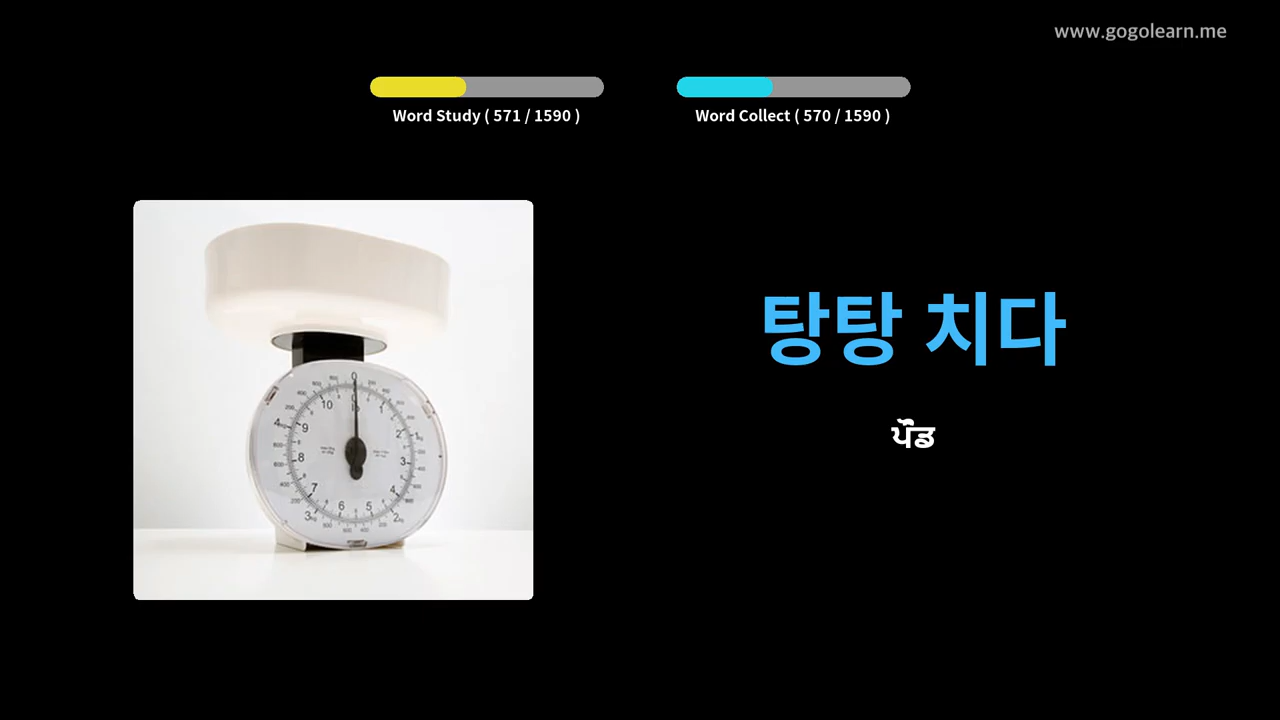 www.gogolearn.me
Word Study ( 571 / 1590 )
Word Collect ( 570 / 1590 )
탕탕 치다
ਪੌਂਡ